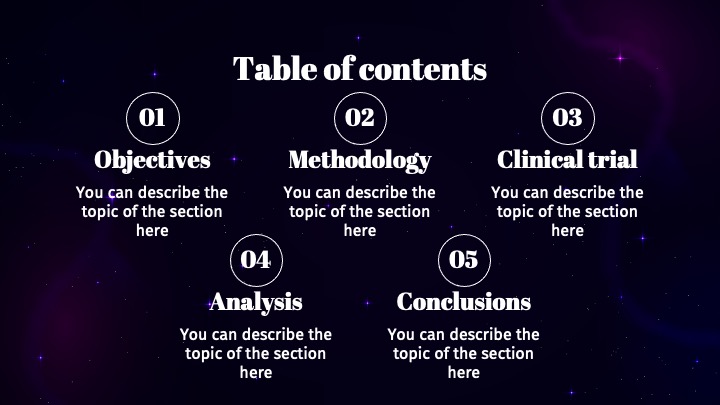 Table of contents
01
02
03
Objectives
Methodology
Clinical trial
You can describe the
topic of the section
here
You can describe the
topic of the section
here
You can describe the
topic of the section
here
04
05
Analysis
Conclusions
You can describe the
topic of the section
here
You can describe the
topic of the section
here